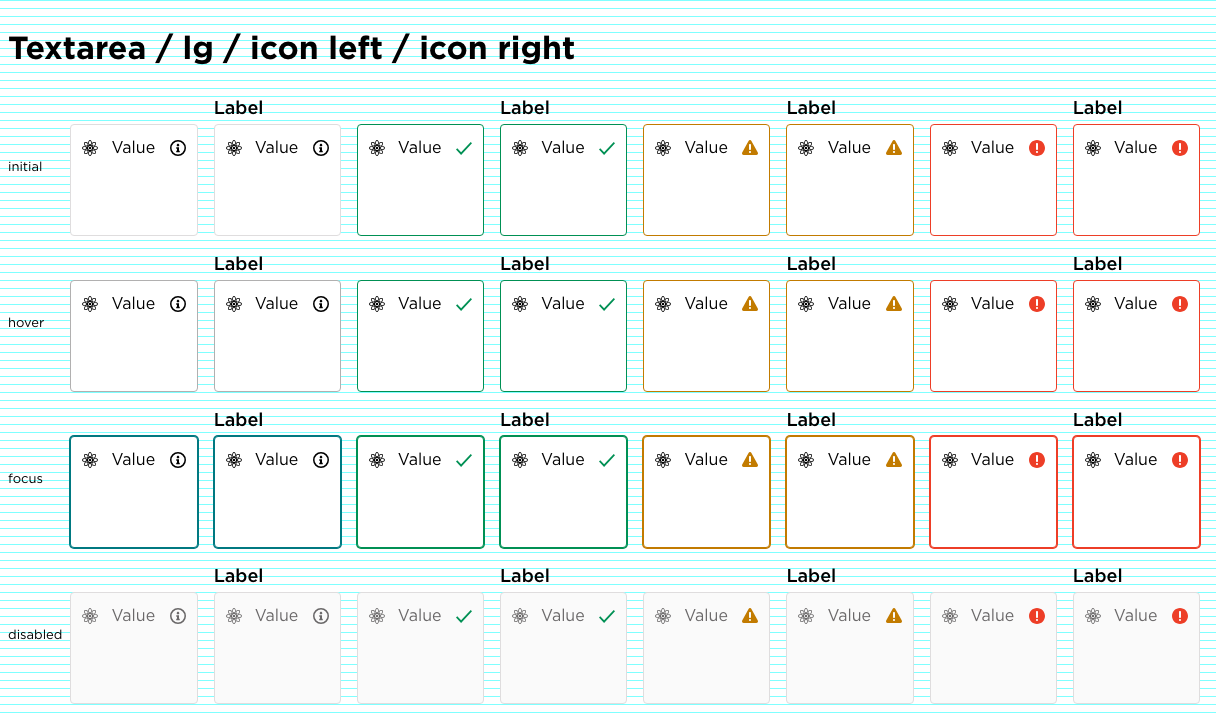 Textarea / lg / icon left / icon right
Label Label Label Label
initial Value Value Value Value Value Value Value Value
Label Label Label Label
hover Value Value Value Value Value Value Value Value
Label Label Label Label
focus Value Value Value Value Value Value Value Value
Label Label Label Label
disabled Value Value Value Value Value Value Value Value